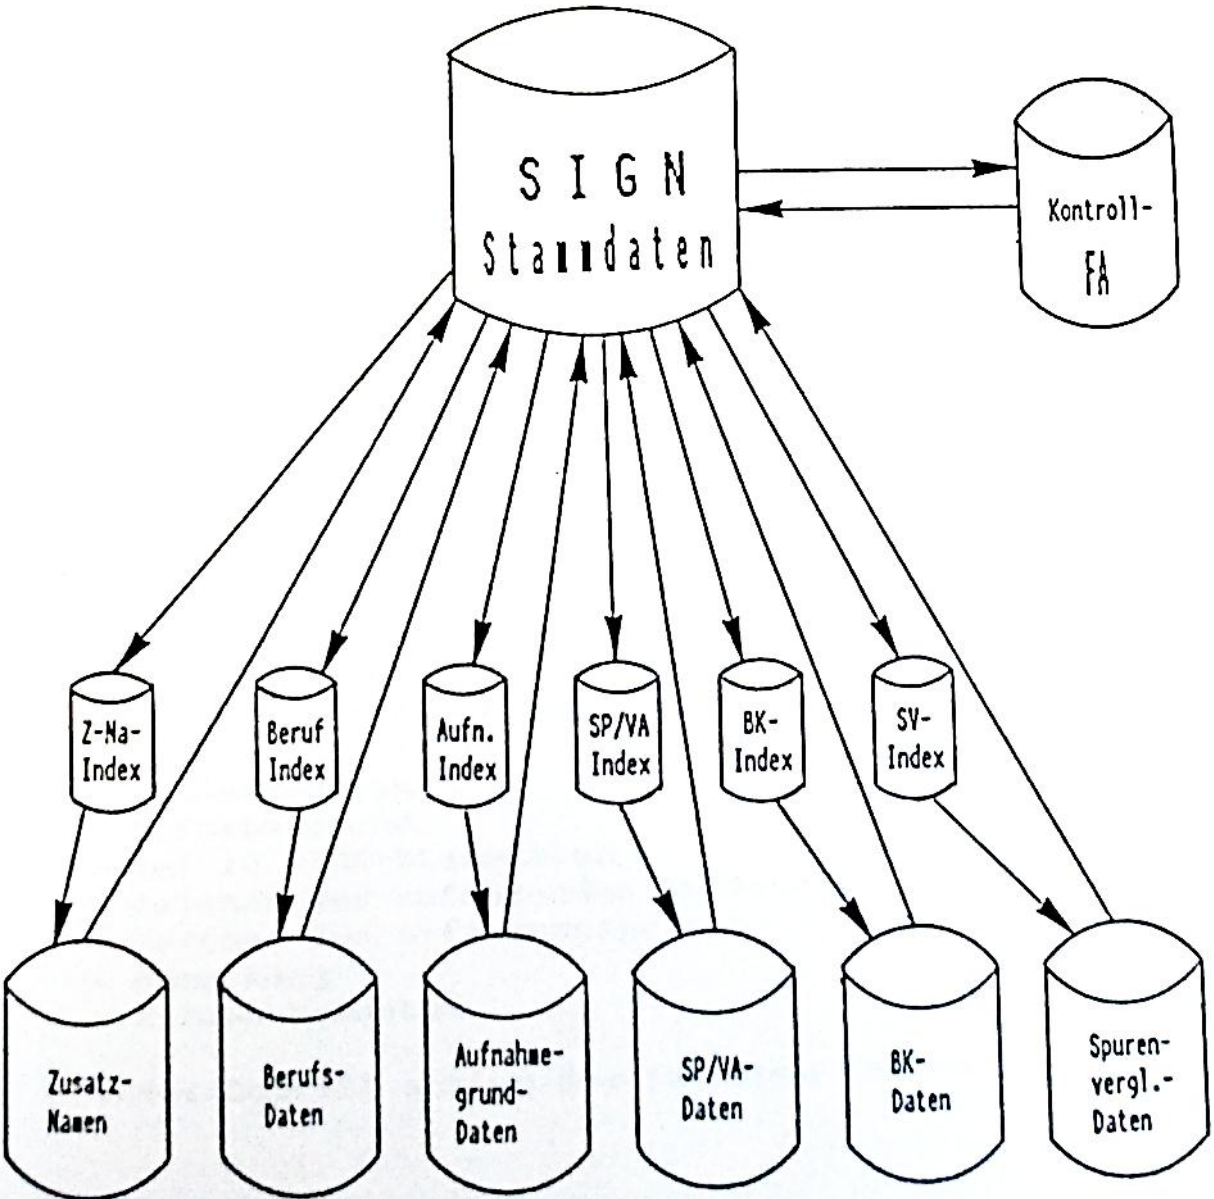 SIGN
Stammdaten
Kontroll-
FA
Z-Na-
Index
Beruf
Index
Aufn.
Index
SP/VA
Index
BK-
Index
SV-
Index
Zusatz-
Namen
Berufs-
Daten
Aufnahme-
grund-
Daten
SP/VA-
Daten
BK-
Daten
Spuren-
vergl.-
Daten